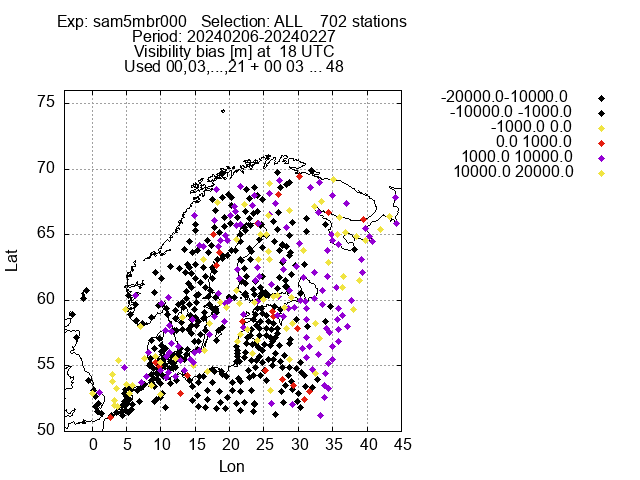 Exp: sam5mbr000 Selection: ALL 702 stations
Period: 20240206-20240227
Visibility bias [m] at 18 UTC
Used 00,03,...,21 + 00 03 ... 48
-20000.0-10000.0
-10000.0 -1000.0
-1000.0 0.0
0.0 1000.0
1000.0 10000.0
10000.0 20000.0
75
70
65
60
55
50
Lat
0 5 10 15 20 25 30 35 40 45
Lon